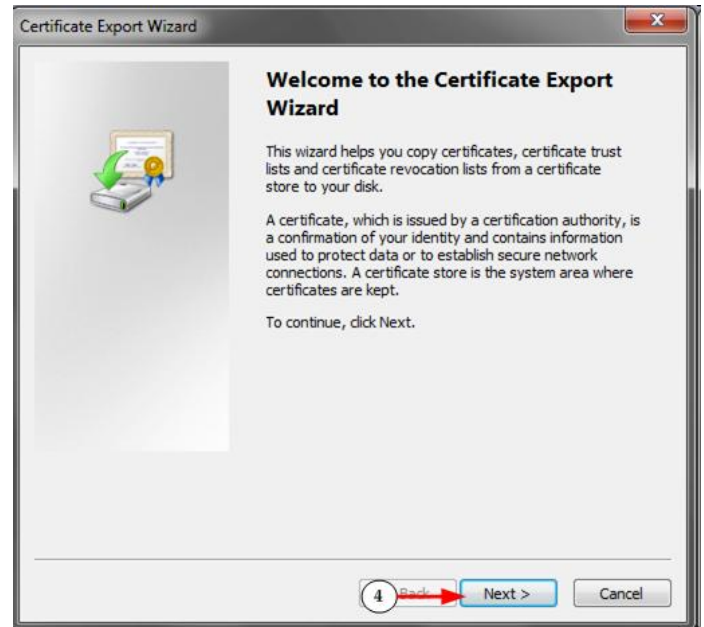 Certificate Export Wizard
Welcome to the Certificate Export
Wizard
This wizard helps you copy certificates, certificate trust
lists and certificate revocation lists from a certificate
store to your disk.
A certificate, which is issued by a certification authority, is
a confirmation of your identity and contains information
used to protect data or to establish secure network
connections. A certificate store is the system area where
certificates are kept.
To continue, click Next.
4 Back Next > Cancel